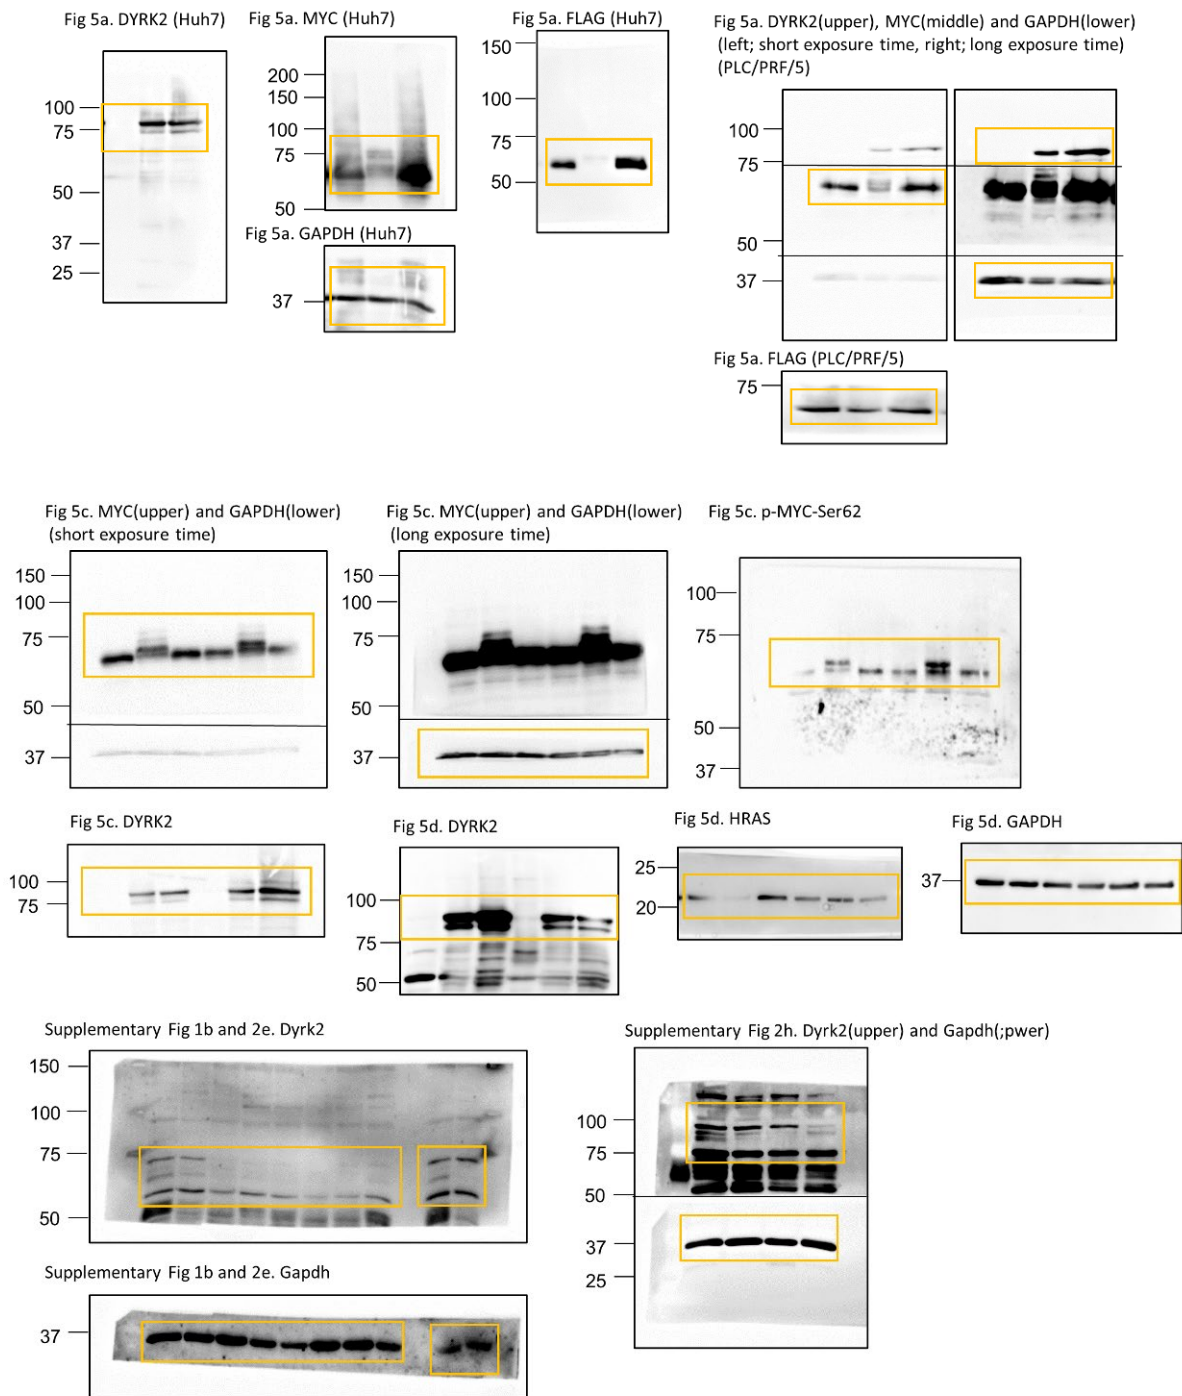 Fig 5a. DYRK2 (Huh7)
100
75
50
37
25
Fig 5a. MYC (Huh7)
200
150
100
75
50
Fig 5a. GAPDH (Huh7)
37
Fig 5a. FLAG (Huh7)
150
100
75
50
Fig 5a. DYRK2(upper), MYC(middle) and GAPDH(lower)
(left; short exposure time, right; long exposure time)
(PLC/PRF/5)
100
75
50
37
Fig 5a. FLAG (PLC/PRF/5)
75
Fig 5c. MYC(upper) and GAPDH(lower)
(short exposure time)
150
100
75
50
37
Fig 5c. MYC(upper) and GAPDH(lower)
(long exposure time)
150
100
75
50
37
Fig 5c. p-MYC-Ser62
100
75
50
37
Fig 5c. DYRK2
100
75
Fig 5d. DYRK2
100
75
50
Fig 5d. HRAS
25
20
Fig 5d. GAPDH
37
Supplementary Fig 1b and 2e. Dyrk2
150
100
75
50
Supplementary Fig 1b and 2e. Gapdh
37
Supplementary Fig 2h. Dyrk2(upper) and Gapdh(;pwer)
100
75
50
37
25